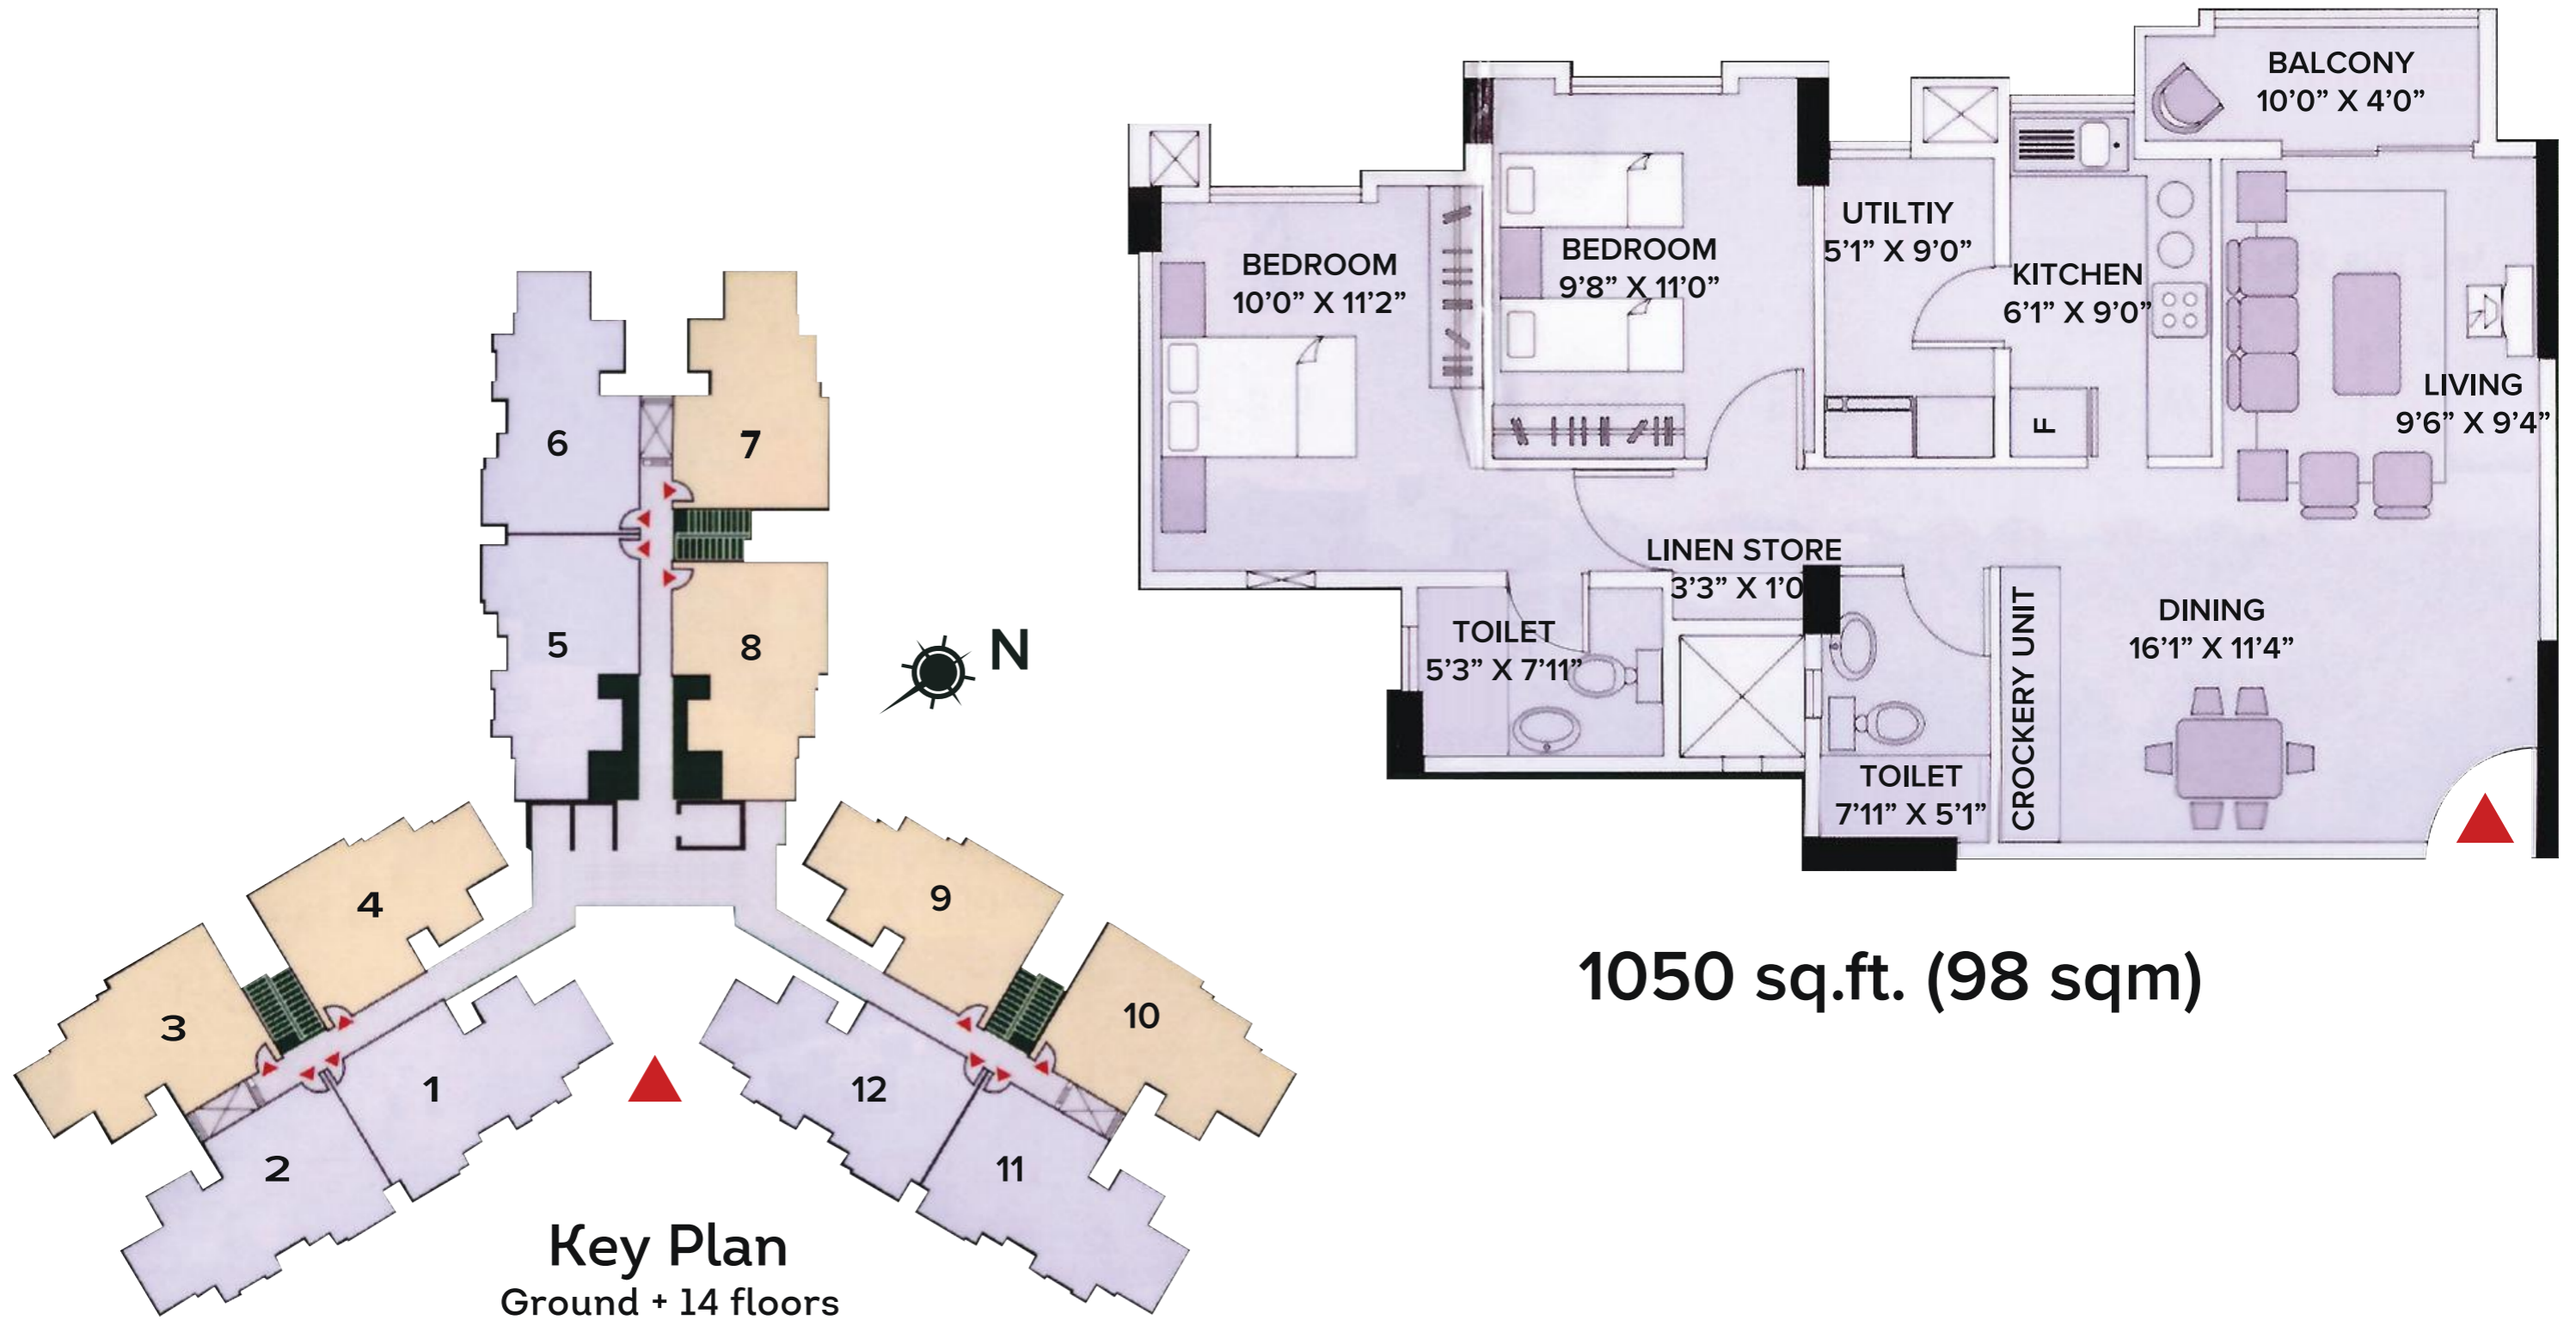 BALCONY
10’0” X 4’0”
UTILTIY
5’1” X 9’0”
BEDROOM
9’8” X 11’0”
BEDROOM
10’0” X 11’2”
KITCHEN
6’1” X 9’0”
LIVING
9’6” X 9’4”
F
LINEN STORE
3’3” X 1’0
TOILET
5’3” X 7’11”
DINING
16’1” X 11’4”
CROCKERY UNIT
TOILET
7’11” X 5’1”
1050 sq.ft. (98 sqm)
6
7
5
8
N
4
9
3
10
1
12
2
11
Key Plan
Ground + 14 floors